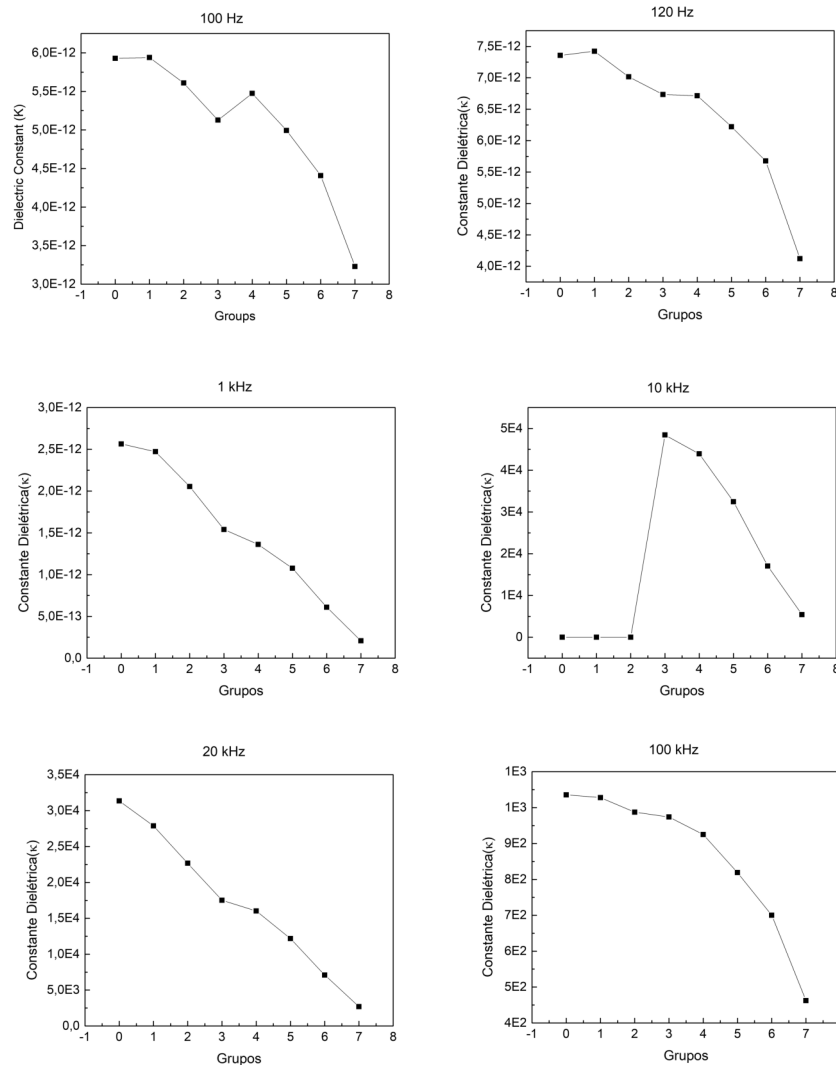 100 Hz
6,0E-12
5,5E-12
5,0E-12
4,5E-12
4,0E-12
3,5E-12
3,0E-12
Dielectric Constant (K)
-1 0 1 2 3 4 5 6 7 8
Groups
120 Hz
7,5E-12
7,0E-12
6,5E-12
6,0E-12
5,5E-12
5,0E-12
4,5E-12
4,0E-12
Constante Dielétrica(κ)
-1 0 1 2 3 4 5 6 7 8
Grupos
1 kHz
3,0E-12
2,5E-12
2,0E-12
1,5E-12
1,0E-12
5,0E-13
0,0
Constante Dielétrica(κ)
-1 0 1 2 3 4 5 6 7 8
Grupos
10 kHz
5E4
4E4
3E4
2E4
1E4
0
Constante Dielétrica(κ)
-1 0 1 2 3 4 5 6 7 8
Grupos
20 kHz
3,5E4
3,0E4
2,5E4
2,0E4
1,5E4
1,0E4
5,0E3
0,0
Constante Dielétrica(κ)
-1 0 1 2 3 4 5 6 7 8
Grupos
100 kHz
1E3
1E3
9E2
8E2
7E2
6E2
5E2
4E2
Constante Dielétrica(κ)
-1 0 1 2 3 4 5 6 7 8
Grupos